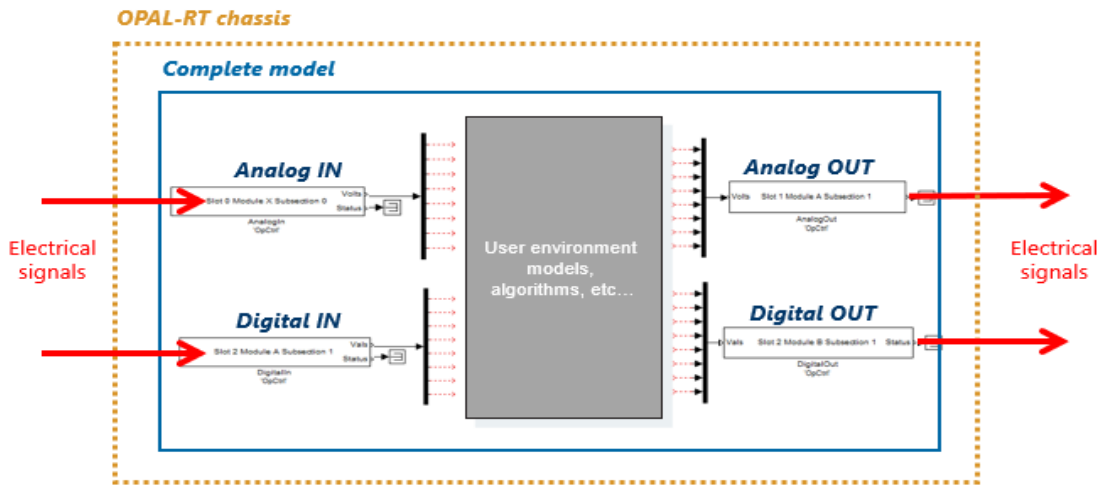 OPAL-RT chassis
Complete model
Analog IN
Volts
Slot 0 Module X Subsection 0
Status
AnalogIn
'OpCtrl'
Digital IN
Vals
Slot 2 Module A Subsection 1
Status
DigitalIn
'OpCtrl'
Electrical
signals
User environment
models,
algorithms, etc...
Analog OUT
Volts
Slot 1 Module A Subsection 1
AnalogOut
'OpCtrl'
Digital OUT
Vals
Slot 2 Module B Subsection 1
Status
DigitalOut
'OpCtrl'
Electrical
signals